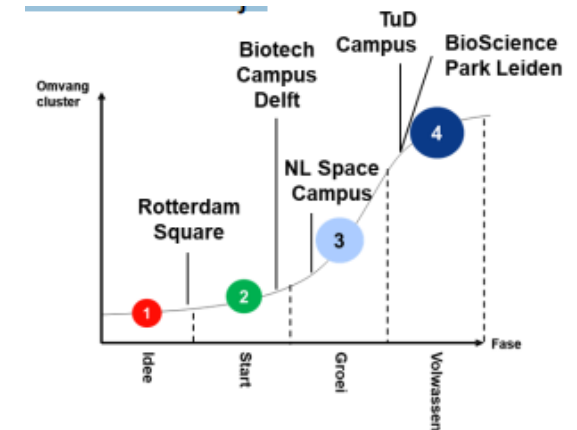 TuD
Campus
BioScience
Park Leiden
Biotech
Campus
Delft
Omvang
cluster
4
NL Space
Campus
Rotterdam
Square
3
2
1
Fase
Idee
Start
Groei
Volwassen